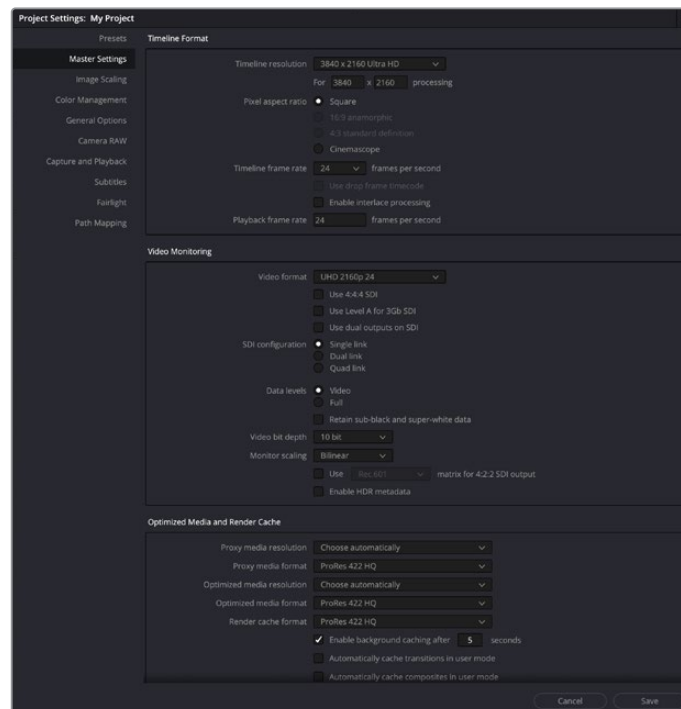 Project Settings: My Project
Presets
Master Settings
Image Scaling
Color Management
General Options
Camera RAW
Capture and Playback
Subtitles
Fairlight
Path Mapping
Timeline Format
Timeline resolution 3840 x 2160 Ultra HD
For 3840 x 2160 processing
Pixel aspect ratio Square
16:9 anamorphic
4:3 standard definition
Cinemascope
Timeline frame rate 24 frames per second
Use drop frame timecode
Enable interlace processing
Playback frame rate 24 frames per second
Video Monitoring
Video format UHD 2160p 24
Use 4:4:4 SDI
Use Level A for 3Gb SDI
Use dual outputs on SDI
SDI configuration Single link
Dual link
Quad link
Data levels Video
Full
Retain sub-black and super-white data
Video bit depth 10 bit
Monitor scaling Bilinear
Use Rec.601 matrix for 4:2:2 SDI output
Enable HDR metadata
Optimized Media and Render Cache
Proxy media resolution Choose automatically
Proxy media format ProRes 422 HQ
Optimized media resolution Choose automatically
Optimized media format ProRes 422 HQ
Render cache format ProRes 422 HQ
Enable background caching after 5 seconds
Automatically cache transitions in user mode
Automatically cache composites in user mode
Cancel Save